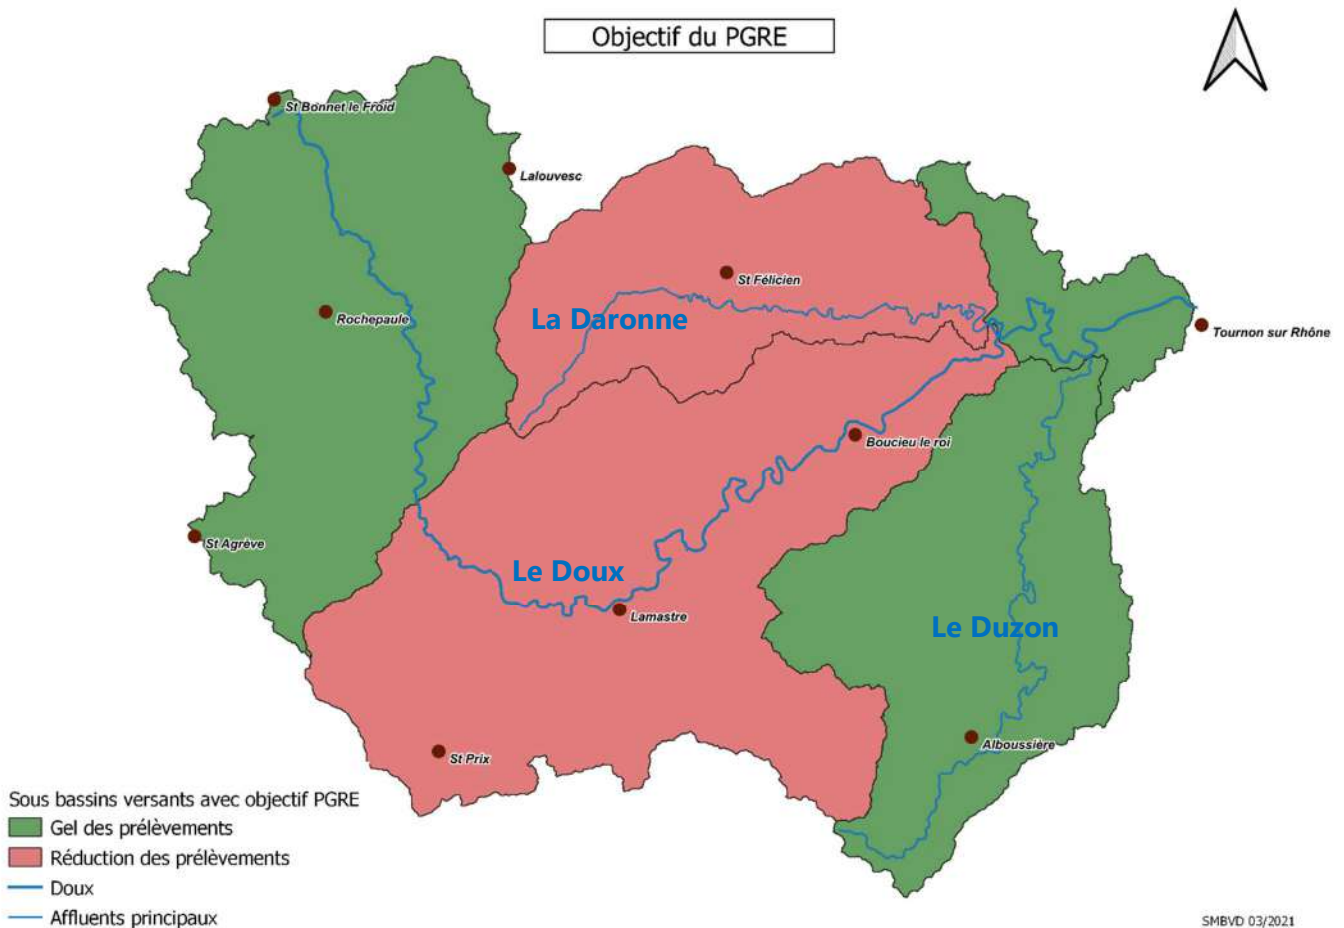 Objectif du PGRE
St Bonnet le Froid
Lalouvesc
St Félicien
Rochepaule
La Daronne
Tournon sur Rhône
Boucieu le roi
St Agrève
Le Doux
Lamastre
Le Duzon
Alboussière
St Prix
Sous bassins versants avec objectif PGRE
Gel des prélèvements
Réduction des prélèvements
Doux
Affluents principaux
SMBVD 03/2021